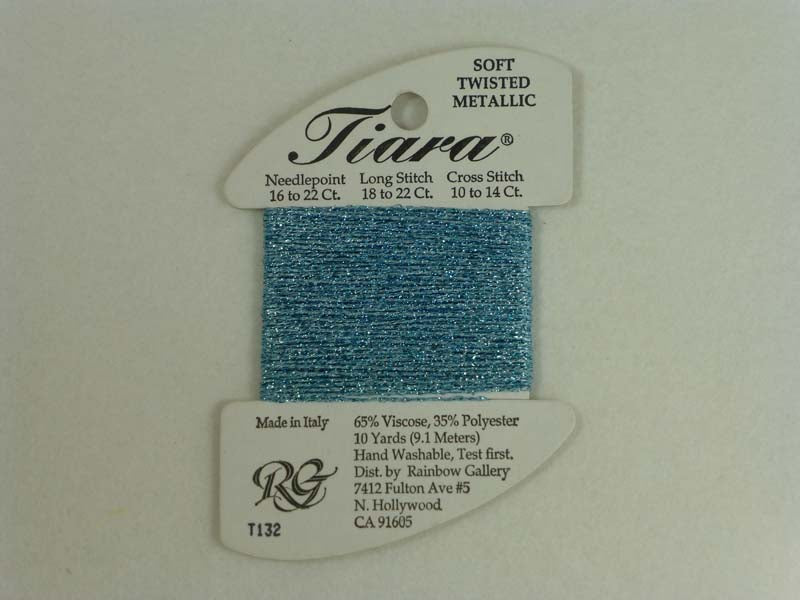 SOFT
TWISTED
METALLIC
Tiara®
Needlepoint Long Stitch Cross Stitch
16 to 22 Ct. 18 to 22 Ct. 10 to 14 Ct.
Made in Italy
65% Viscose, 35% Polyester
10 Yards (9.1 Meters)
Hand Washable, Test first.
Dist. by Rainbow Gallery
7412 Fulton Ave #5
N. Hollywood
CA 91605
RG
T132